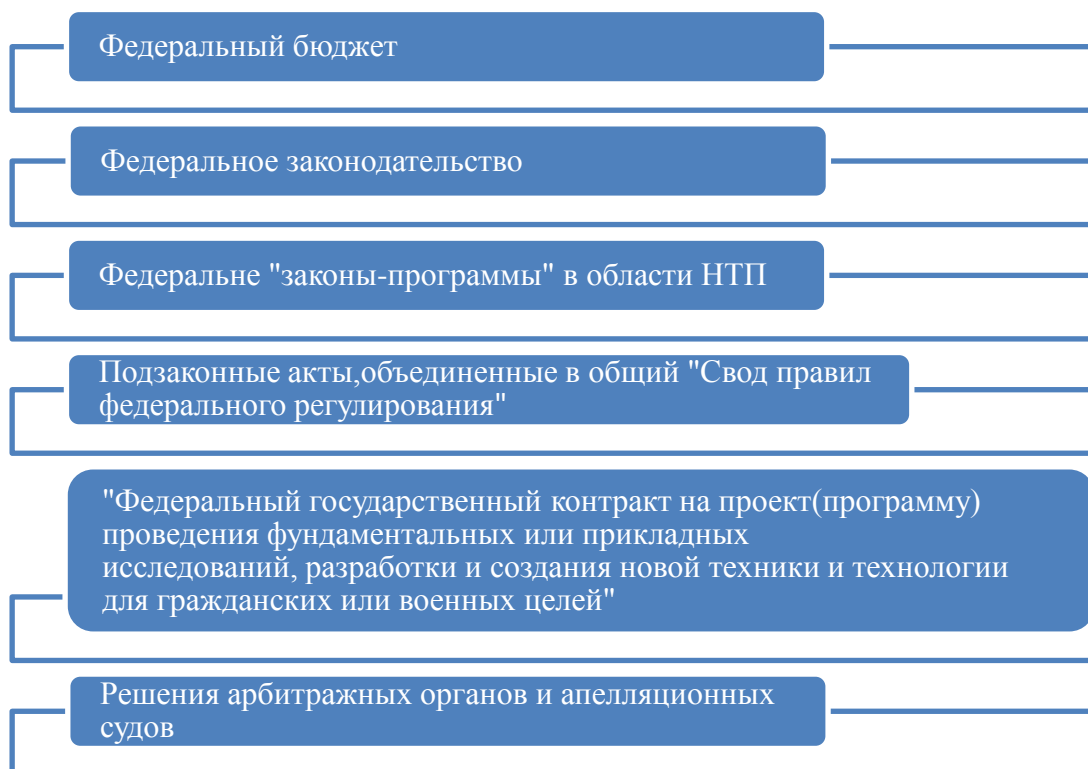 Федеральный бюджет
Федеральное законодательство
Федеральне "законы-программы" в области НТП
Подзаконные акты,объединенные в общий "Свод правил
федерального регулирования"
"Федеральный государственный контракт на проект(программу)
проведения фундаментальных или прикладных
исследований, разработки и создания новой техники и технологии
для гражданских или военных целей"
Решения арбитражных органов и апелляционных
судов